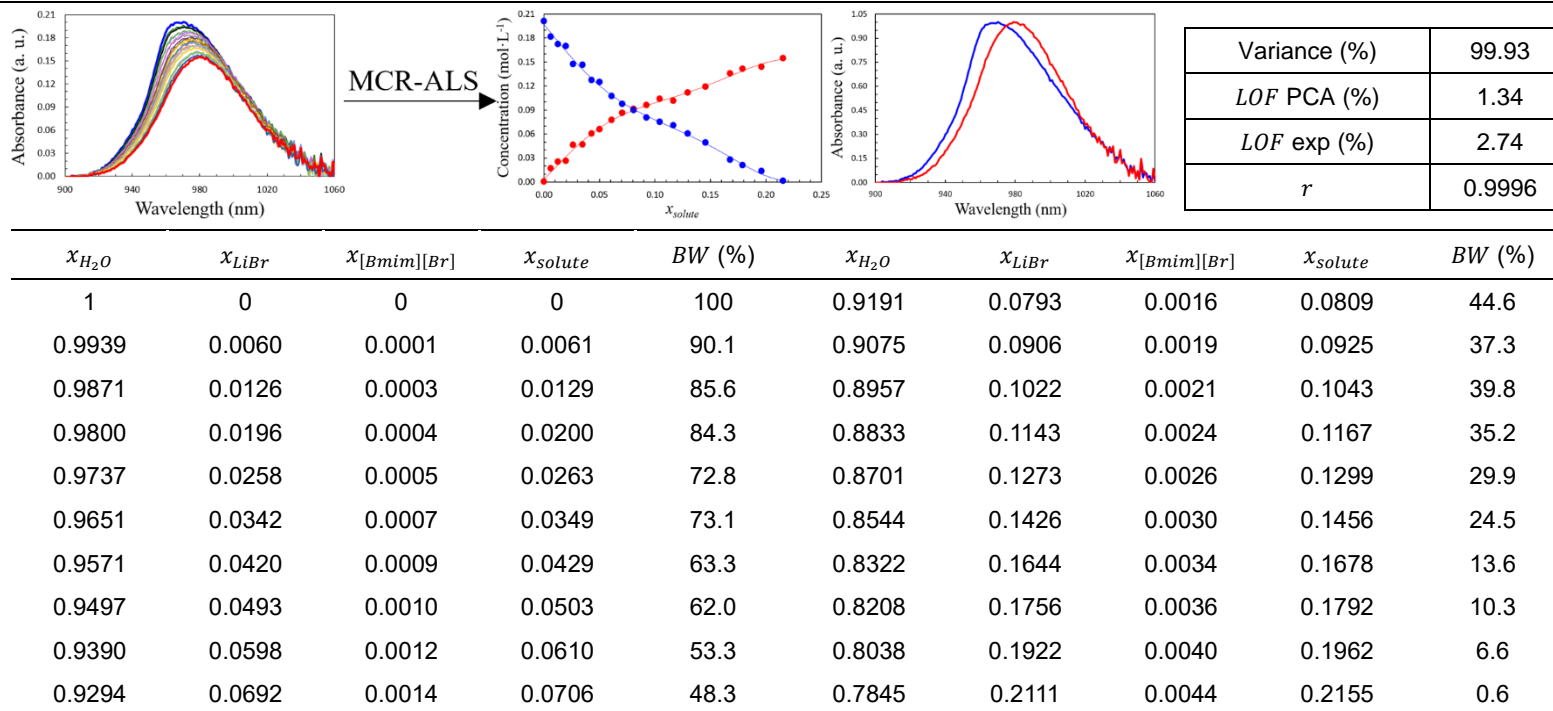 Absorbance (a. u.)
0.21
0.18
0.15
0.12
0.09
0.06
0.03
0.00
900 940 980 1020 1060
Wavelength (nm)
MCR-ALS
Concentration (mol·L⁻¹)
0.21
0.18
0.15
0.12
0.09
0.06
0.03
0.00
0.00 0.05 0.10 0.15 0.20 0.25
x_solute
Absorbance (a. u.)
1.05
0.90
0.75
0.60
0.45
0.30
0.15
0.00
900 940 980 1020 1060
Wavelength (nm)
Variance (%) 99.93
LOF PCA (%) 1.34
LOF exp (%) 2.74
r 0.9996
x_H₂O x_LiBr x_[Bmim][Br] x_solute BW (%) x_H₂O x_LiBr x_[Bmim][Br] x_solute BW (%)
1 0 0 0 100 0.9191 0.0793 0.0016 0.0809 44.6
0.9939 0.0060 0.0001 0.0061 90.1 0.9075 0.0906 0.0019 0.0925 37.3
0.9871 0.0126 0.0003 0.0129 85.6 0.8957 0.1022 0.0021 0.1043 39.8
0.9800 0.0196 0.0004 0.0200 84.3 0.8833 0.1143 0.0024 0.1167 35.2
0.9737 0.0258 0.0005 0.0263 72.8 0.8701 0.1273 0.0026 0.1299 29.9
0.9651 0.0342 0.0007 0.0349 73.1 0.8544 0.1426 0.0030 0.1456 24.5
0.9571 0.0420 0.0009 0.0429 63.3 0.8322 0.1644 0.0034 0.1678 13.6
0.9497 0.0493 0.0010 0.0503 62.0 0.8208 0.1756 0.0036 0.1792 10.3
0.9390 0.0598 0.0012 0.0610 53.3 0.8038 0.1922 0.0040 0.1962 6.6
0.9294 0.0692 0.0014 0.0706 48.3 0.7845 0.2111 0.0044 0.2155 0.6